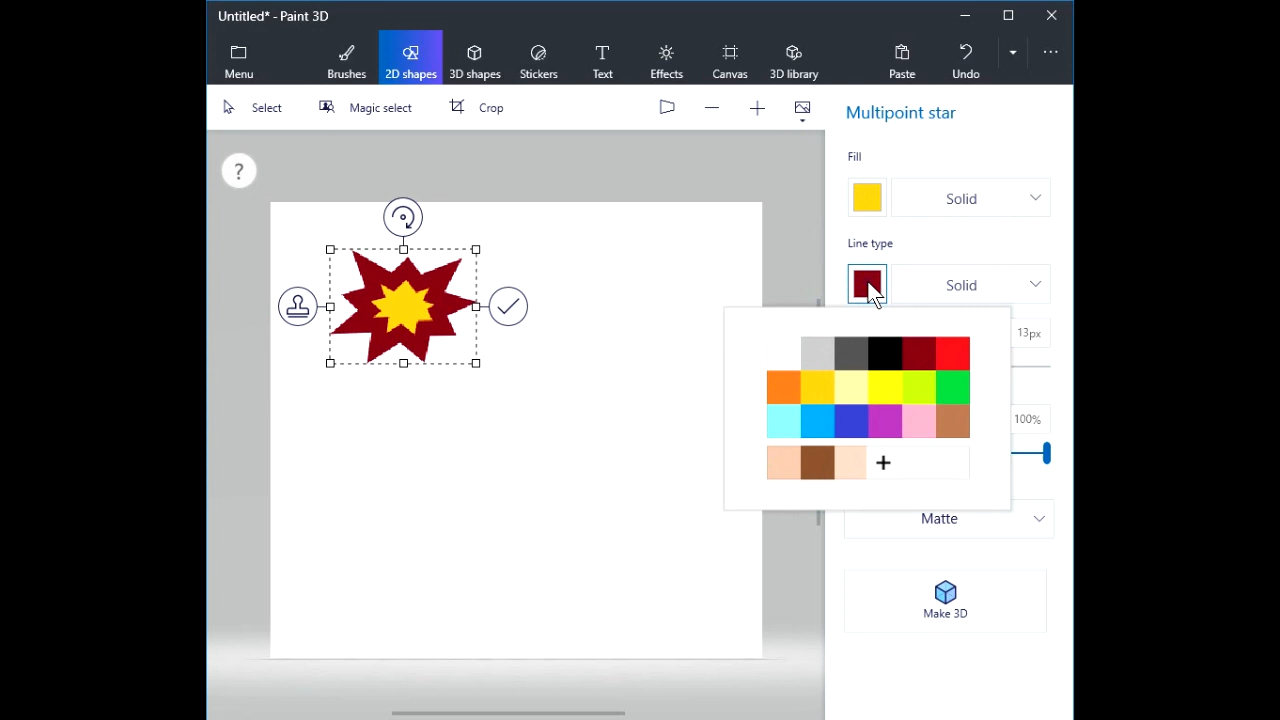 Untitled* - Paint 3D
Menu
Brushes
2D shapes
3D shapes
Stickers
Text
Effects
Canvas
3D library
Paste
Undo
Select
Magic select
Crop
Multipoint star
?
Fill
Solid
Line type
Solid
13px
100%
Matte
Make 3D